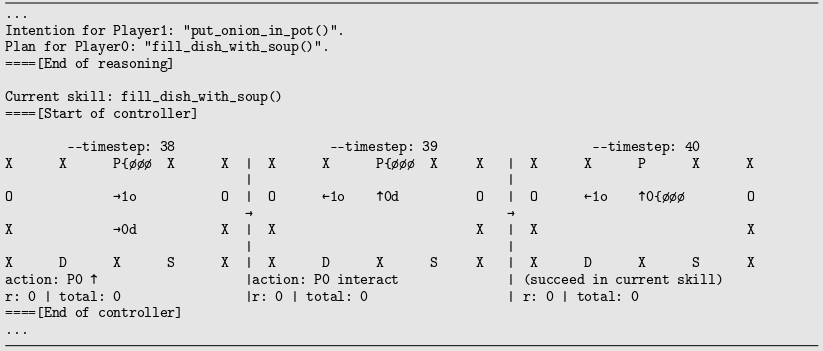 ...
Intention for Player1: "put_onion_in_pot()".
Plan for Player0: "fill_dish_with_soup()".
====[End of reasoning]
Current skill: fill_dish_with_soup()
====[Start of controller]
--timestep: 38 --timestep: 39 --timestep: 40
X X P{øøø X X | X X P{øøø X X | X X P X X
| |
O →1o O | O ←1o ↑0d O | O ←1o ↑0{øøø O
→ →
X →0d X | X X | X X
| |
X D X S X | X D X S X | X D X S X
action: P0 ↑ |action: P0 interact | (succeed in current skill)
r: 0 | total: 0 |r: 0 | total: 0 | r: 0 | total: 0
====[End of controller]
...